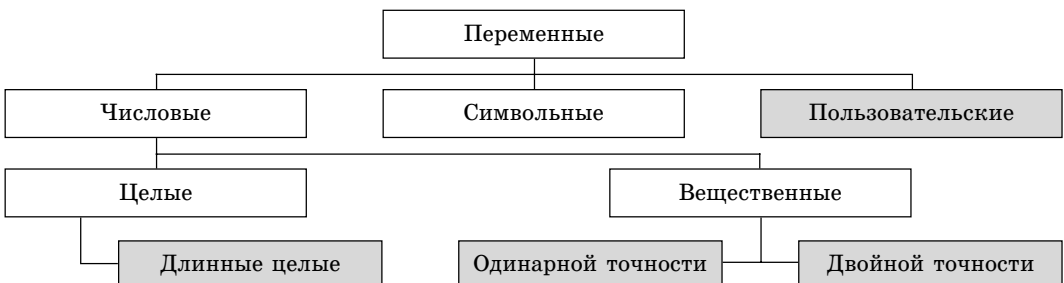 Переменные
Числовые
Символьные
Пользовательские
Целые
Вещественные
Длинные целые
Одинарной точности
Двойной точности